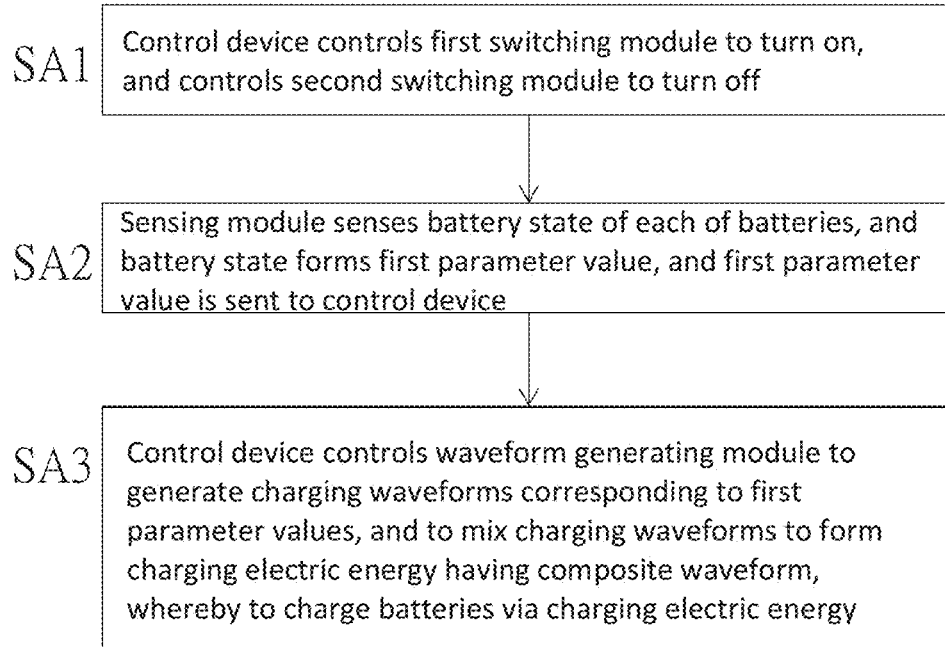 SA1
Control device controls first switching module to turn on,
and controls second switching module to turn off
SA2
Sensing module senses battery state of each of batteries, and
battery state forms first parameter value, and first parameter
value is sent to control device
SA3
Control device controls waveform generating module to
generate charging waveforms corresponding to first
parameter values, and to mix charging waveforms to form
charging electric energy having composite waveform,
whereby to charge batteries via charging electric energy